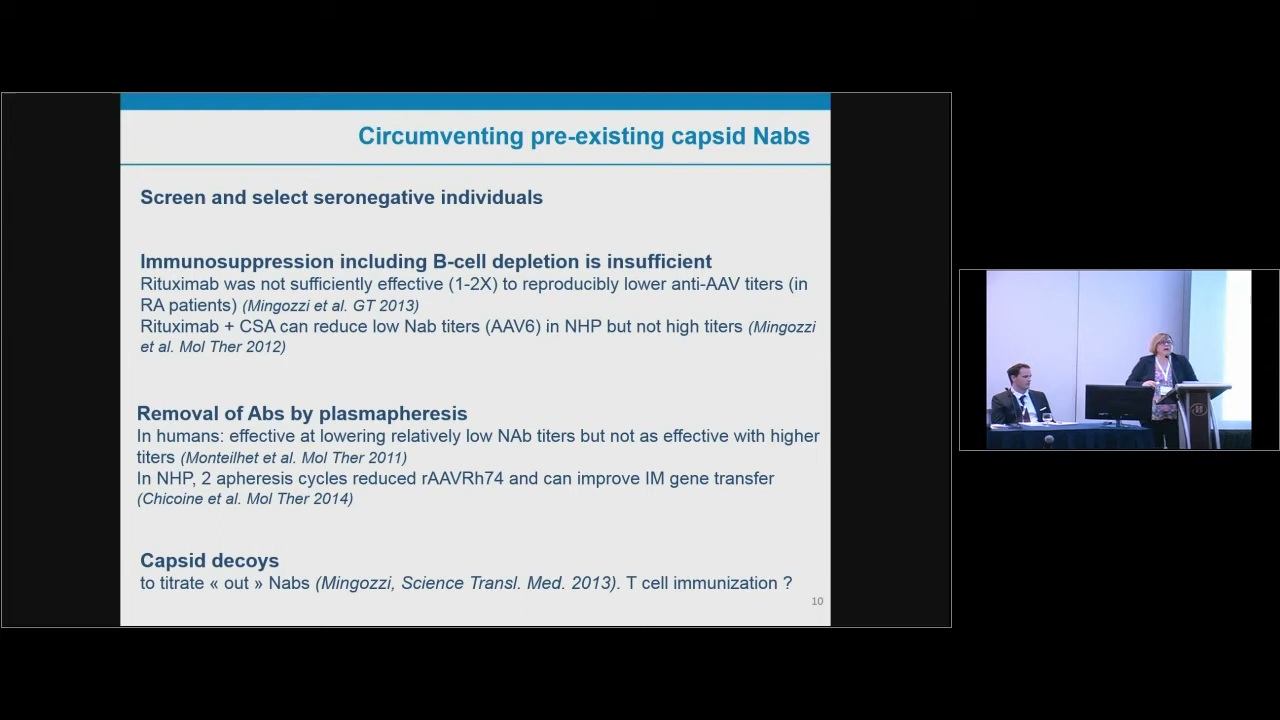 Circumventing pre-existing capsid Nabs
Screen and select seronegative individuals
Immunosuppression including B-cell depletion is insufficient
Rituximab was not sufficiently effective (1-2X) to reproducibly lower anti-AAV titers (in
RA patients) (Mingozzi et al. GT 2013)
Rituximab + CSA can reduce low Nab titers (AAV6) in NHP but not high titers (Mingozzi
et al. Mol Ther 2012)
Removal of Abs by plasmapheresis
In humans: effective at lowering relatively low NAb titers but not as effective with higher
titers (Monteilhet et al. Mol Ther 2011)
In NHP, 2 apheresis cycles reduced rAAVRh74 and can improve IM gene transfer
(Chicoine et al. Mol Ther 2014)
Capsid decoys
to titrate « out » Nabs (Mingozzi, Science Transl. Med. 2013). T cell immunization ?
10